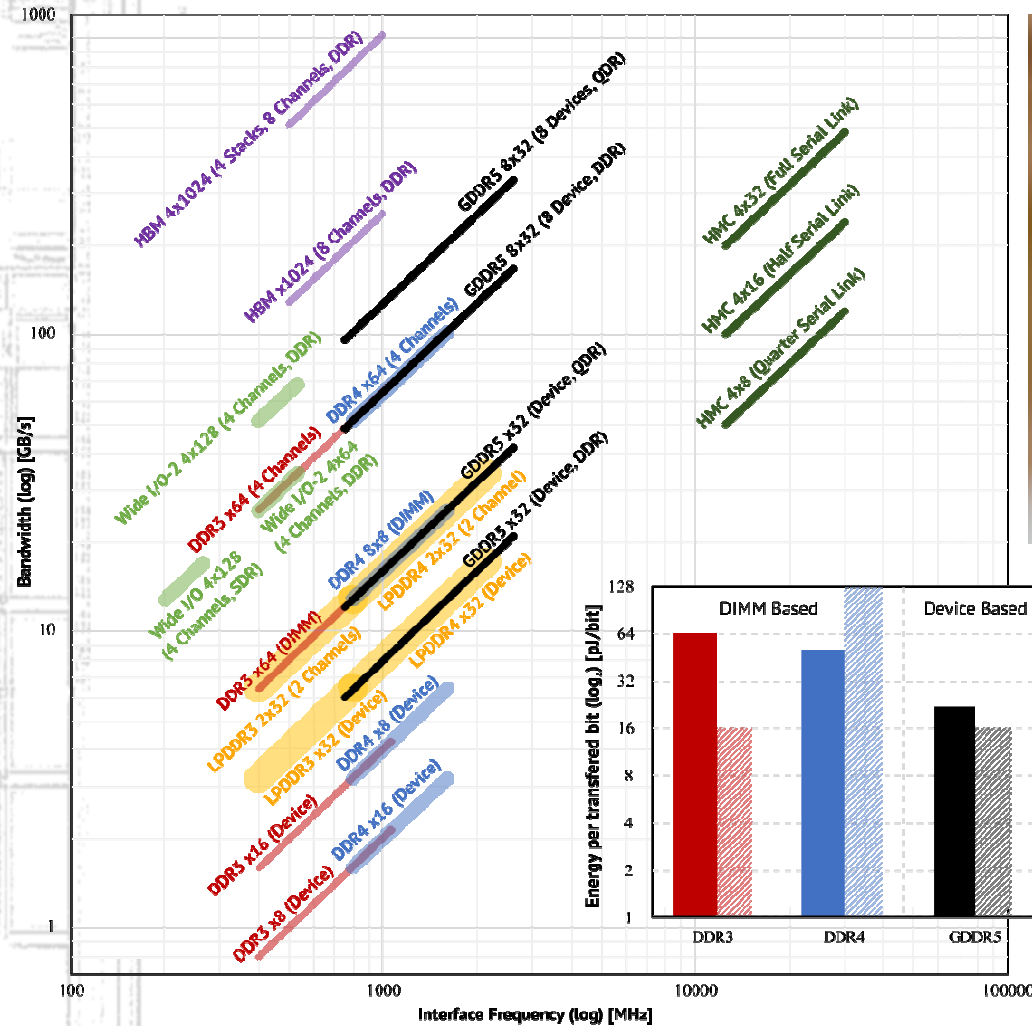 1000
HBM 4x1024 (4 Stacks, 8 Channels, DDR)
GDDR5 8x32 (8 Devices, QDR)
HMC 4x32 (Full Serial Link)
HBM x1024 (8 Channels, DDR)
GDDR5 8x32 (8 Device, DDR)
HMC 4x16 (Half Serial Link)
100
Wide I/O-2 4x128 (4 Channels, DDR)
DDR4 x64 (4 Channels)
HMC 4x8 (Quarter Serial Link)
DDR3 x64 (4 Channels)
Wide I/O-2 4x64
(4 Channels, DDR)
GDDR5 x32 (Device, QDR)
Bandwidth (log) [GB/s]
Wide I/O 4x128
(4 Channels, SDR)
DDR4 8x8 (DIMM)
LPDDR4 2x32 (2 Channel)
GDDR5 x32 (Device, DDR)
10
DDR3 x64 (DIMM)
LPDDR4 x32 (Device)
LPDDR3 2x32 (2 Channels)
LPDDR3 x32 (Device)
DDR4 x8 (Device)
DDR3 x16 (Device)
DDR4 x16 (Device)
DDR3 x8 (Device)
1
100
1000
10000
100000
Interface Frequency (log) [MHz]
Energy per transfered bit (log₂) [pJ/bit]
128
64
32
16
8
4
2
1
DIMM Based
Device Based
DDR3
DDR4
GDDR5